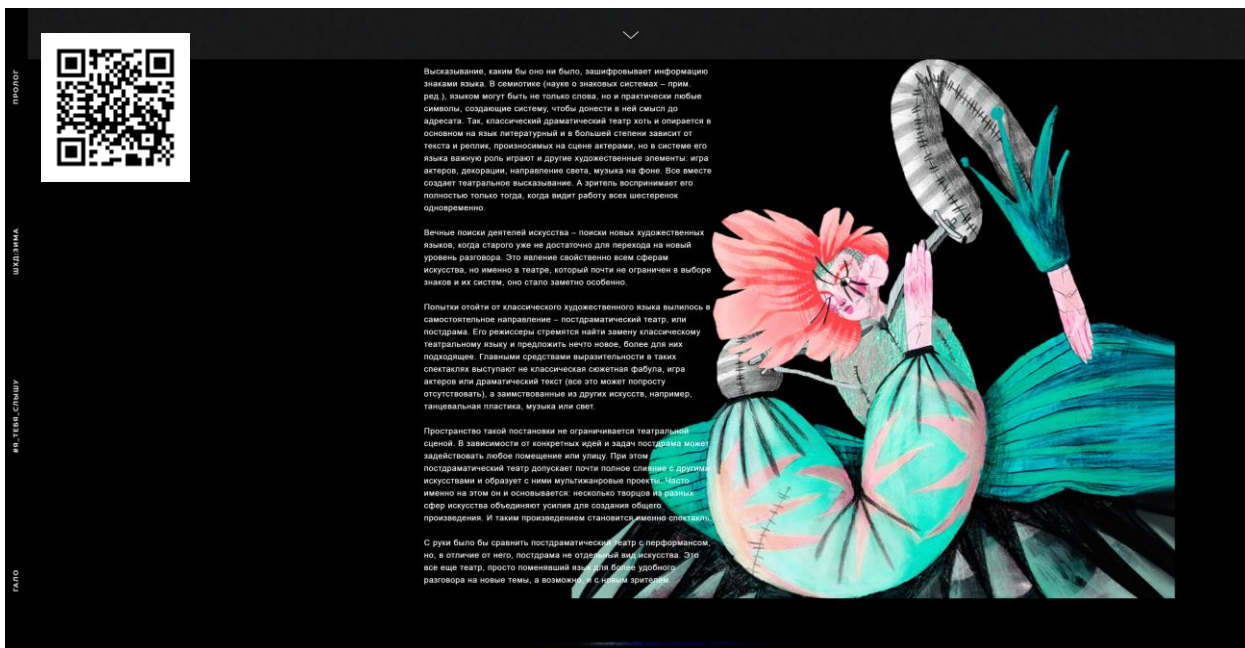 ПРОЛОГ
ШХД:ЗИМА
#Я_ТЕБЯ_СЛЫШУ
ГАЛО
Высказывание, каким бы оно ни было, зашифровывает информацию
знаками языка. В семиотике (науке о знаковых системах – прим.
ред.), языком могут быть не только слова, но и практически любые
символы, создающие систему, чтобы донести в ней смысл до
адресата. Так, классический драматический театр хоть и опирается в
основном на язык литературный и в большей степени зависит от
текста и реплик, произносимых на сцене актерами, но в системе его
языка важную роль играют и другие художественные элементы: игра
актеров, декорации, направление света, музыка на фоне. Все вместе
создает театральное высказывание. А зритель воспринимает его
полностью только тогда, когда видит работу всех шестеренок
одновременно.
Вечные поиски деятелей искусства – поиски новых художественных
языков, когда старого уже не достаточно для перехода на новый
уровень разговора. Это явление свойственно всем сферам
искусства, но именно в театре, который почти не ограничен в выборе
знаков и их систем, оно стало заметно особенно.
Попытки отойти от классического художественного языка вылилось в
самостоятельное направление – постдраматический театр, или
постдрама. Его режиссеры стремятся найти замену классическому
театральному языку и предложить нечто новое, более для них
подходящее. Главными средствами выразительности в таких
спектаклях выступают не классическая сюжетная фабула, игра
актеров или драматический текст (все это может попросту
отсутствовать), а заимствованные из других искусств, например,
танцевальная пластика, музыка или свет.
Пространство такой постановки не ограничивается театральной
сценой. В зависимости от конкретных идей и задач постдрама может
задействовать любое помещение или улицу. При этом
постдраматический театр допускает почти полное слияние с другими
искусствами и образует с ними мультижанровые проекты. Часто
именно на этом он и основывается: несколько творцов из разных
сфер искусства объединяют усилия для создания общего
произведения. И таким произведением становится именно спектакль.
С руки было бы сравнить постдраматический театр с перформансом,
но, в отличие от него, постдрама не отдельный вид искусства. Это
все еще театр, просто поменявший язык для более удобного
разговора на новые темы, а возможно, и с новым зрителем.